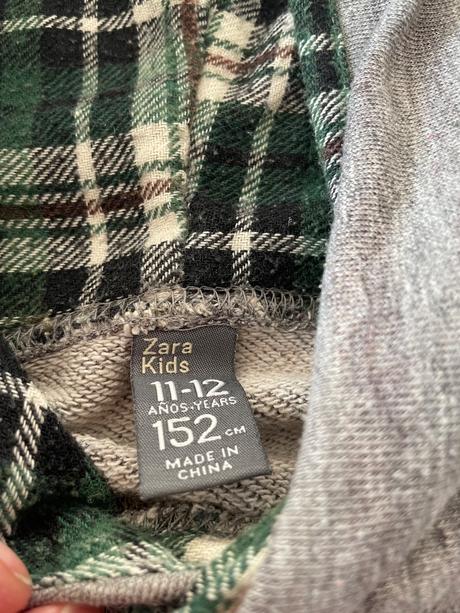 Zara
Kids
11-12
AÑOS-YEARS
152 CM
MADE IN
CHINA